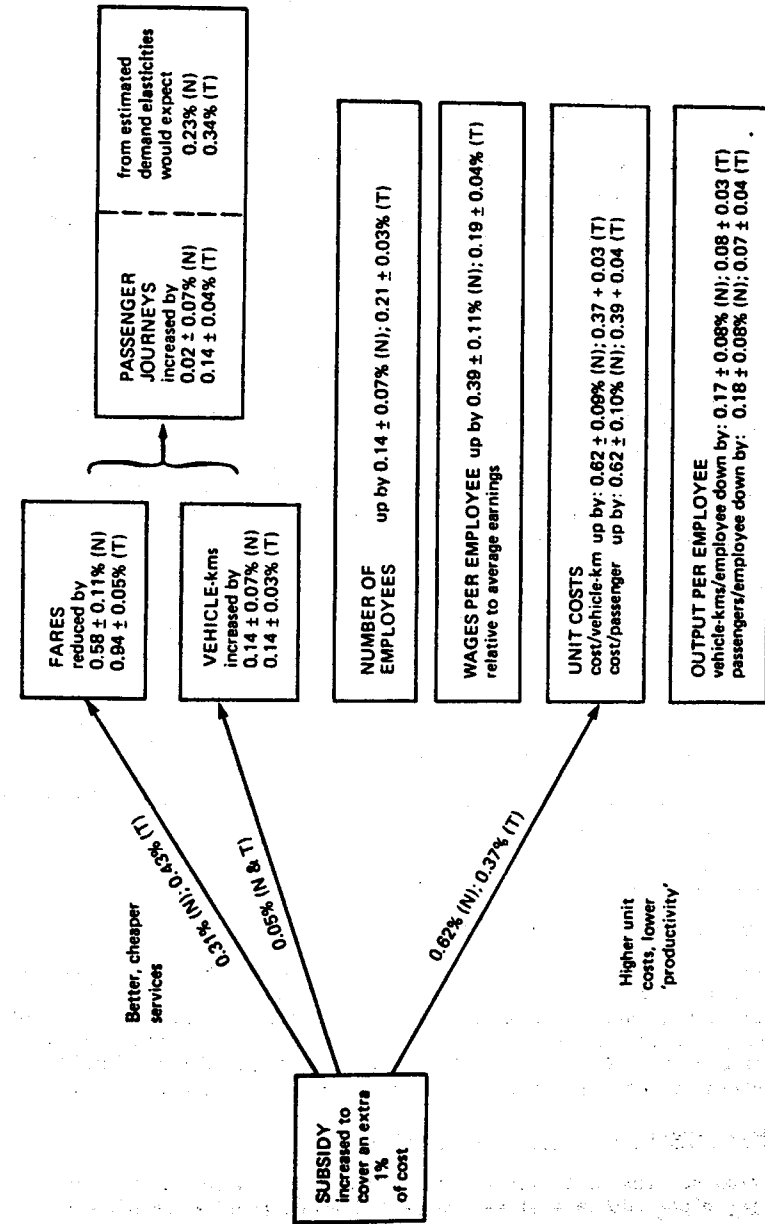 SUBSIDY
increased to
cover an extra
1%
of cost
Better, cheaper
services
0.31% (N); 0.43% (T)
0.05% (N & T)
0.62% (N); 0.37% (T)
Higher unit
costs, lower
'productivity'
FARES
reduced by
0.58 ± 0.11% (N)
0.94 ± 0.05% (T)
VEHICLE-kms
increased by
0.14 ± 0.07% (N)
0.14 ± 0.03% (T)
PASSENGER
JOURNEYS
increased by
0.02 ± 0.07% (N)
0.14 ± 0.04% (T)
from estimated
demand elasticities
would expect
0.23% (N)
0.34% (T)
NUMBER OF
EMPLOYEES up by 0.14 ± 0.07% (N); 0.21 ± 0.03% (T)
WAGES PER EMPLOYEE up by 0.39 ± 0.11% (N); 0.19 ± 0.04% (T)
relative to average earnings
UNIT COSTS
cost/vehicle-km up by: 0.62 ± 0.09% (N); 0.37 + 0.03 (T)
cost/passenger up by: 0.62 ± 0.10% (N); 0.39 + 0.04 (T)
OUTPUT PER EMPLOYEE
vehicle-kms/employee down by: 0.17 ± 0.08% (N); 0.08 ± 0.03 (T)
passengers/employee down by: 0.18 ± 0.08% (N); 0.07 ± 0.04 (T)